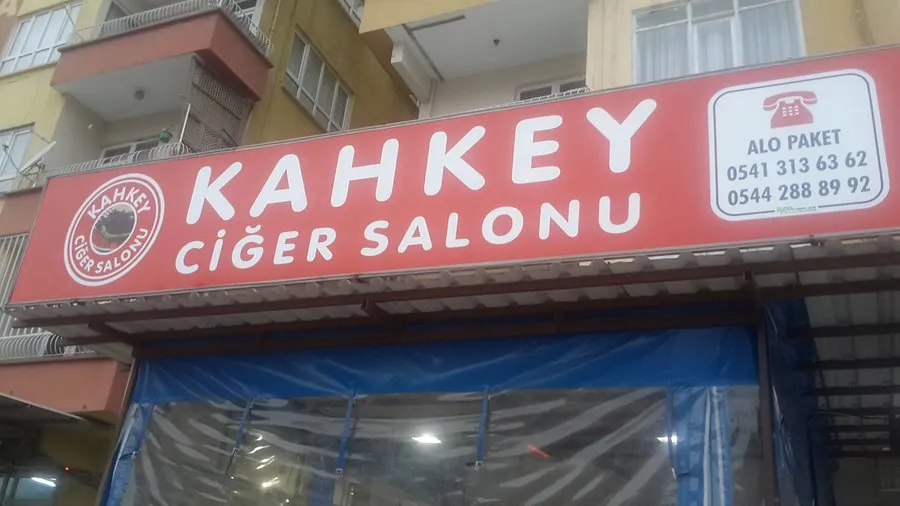 KAHKEY
CİĞER SALONU
KAHKEY
CİĞER SALONU
ALO PAKET
0541 313 63 62
0544 288 89 92